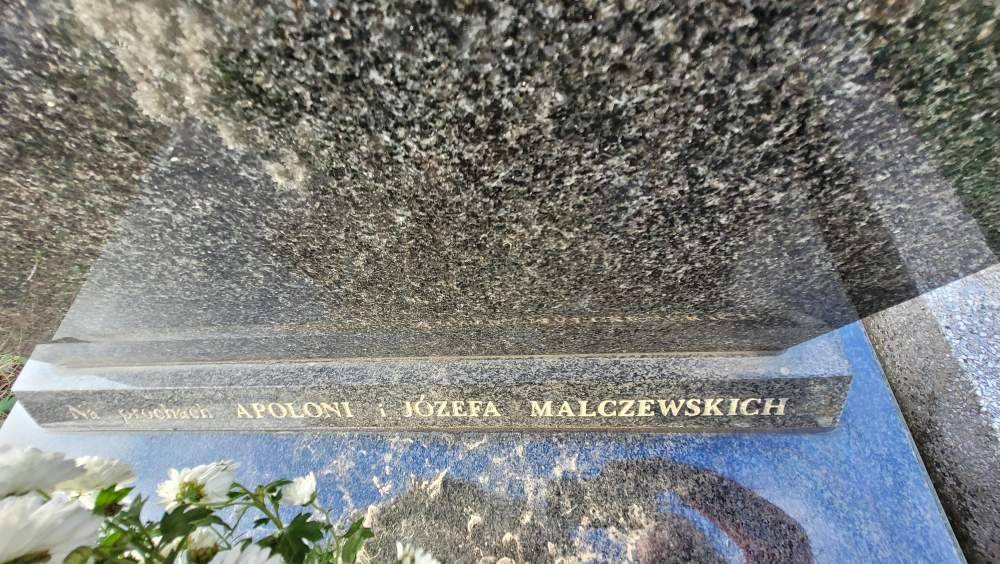 Na prochach APOLONI i JÓZEFA MALCZEWSKICH